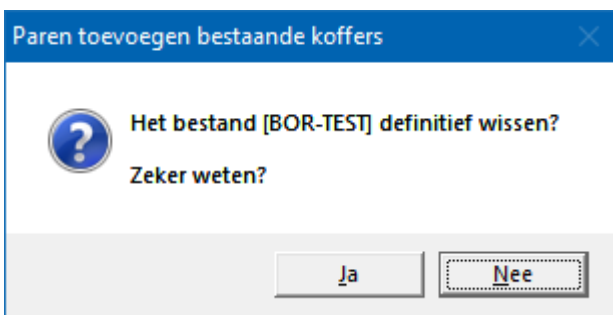 Paren toevoegen bestaande koffers
Het bestand [BOR-TEST] definitief wissen?
Zeker weten?
Ja
Nee